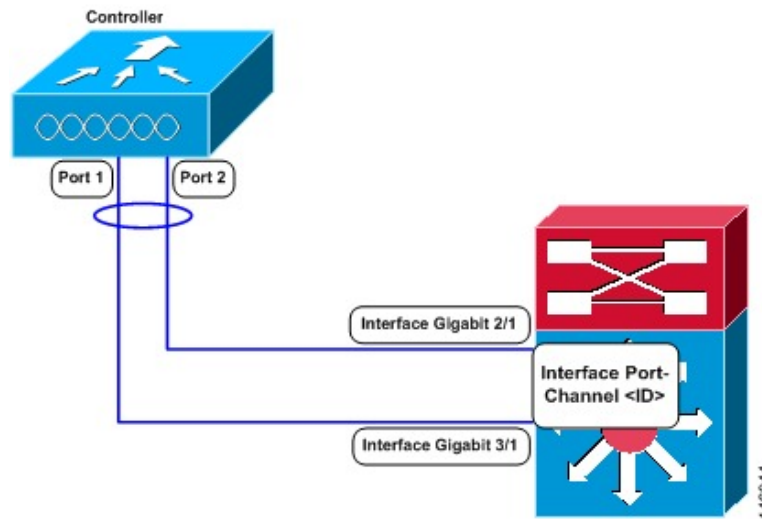 Controller
Port 1
Port 2
Interface Gigabit 2/1
Interface Port-
Channel <ID>
Interface Gigabit 3/1